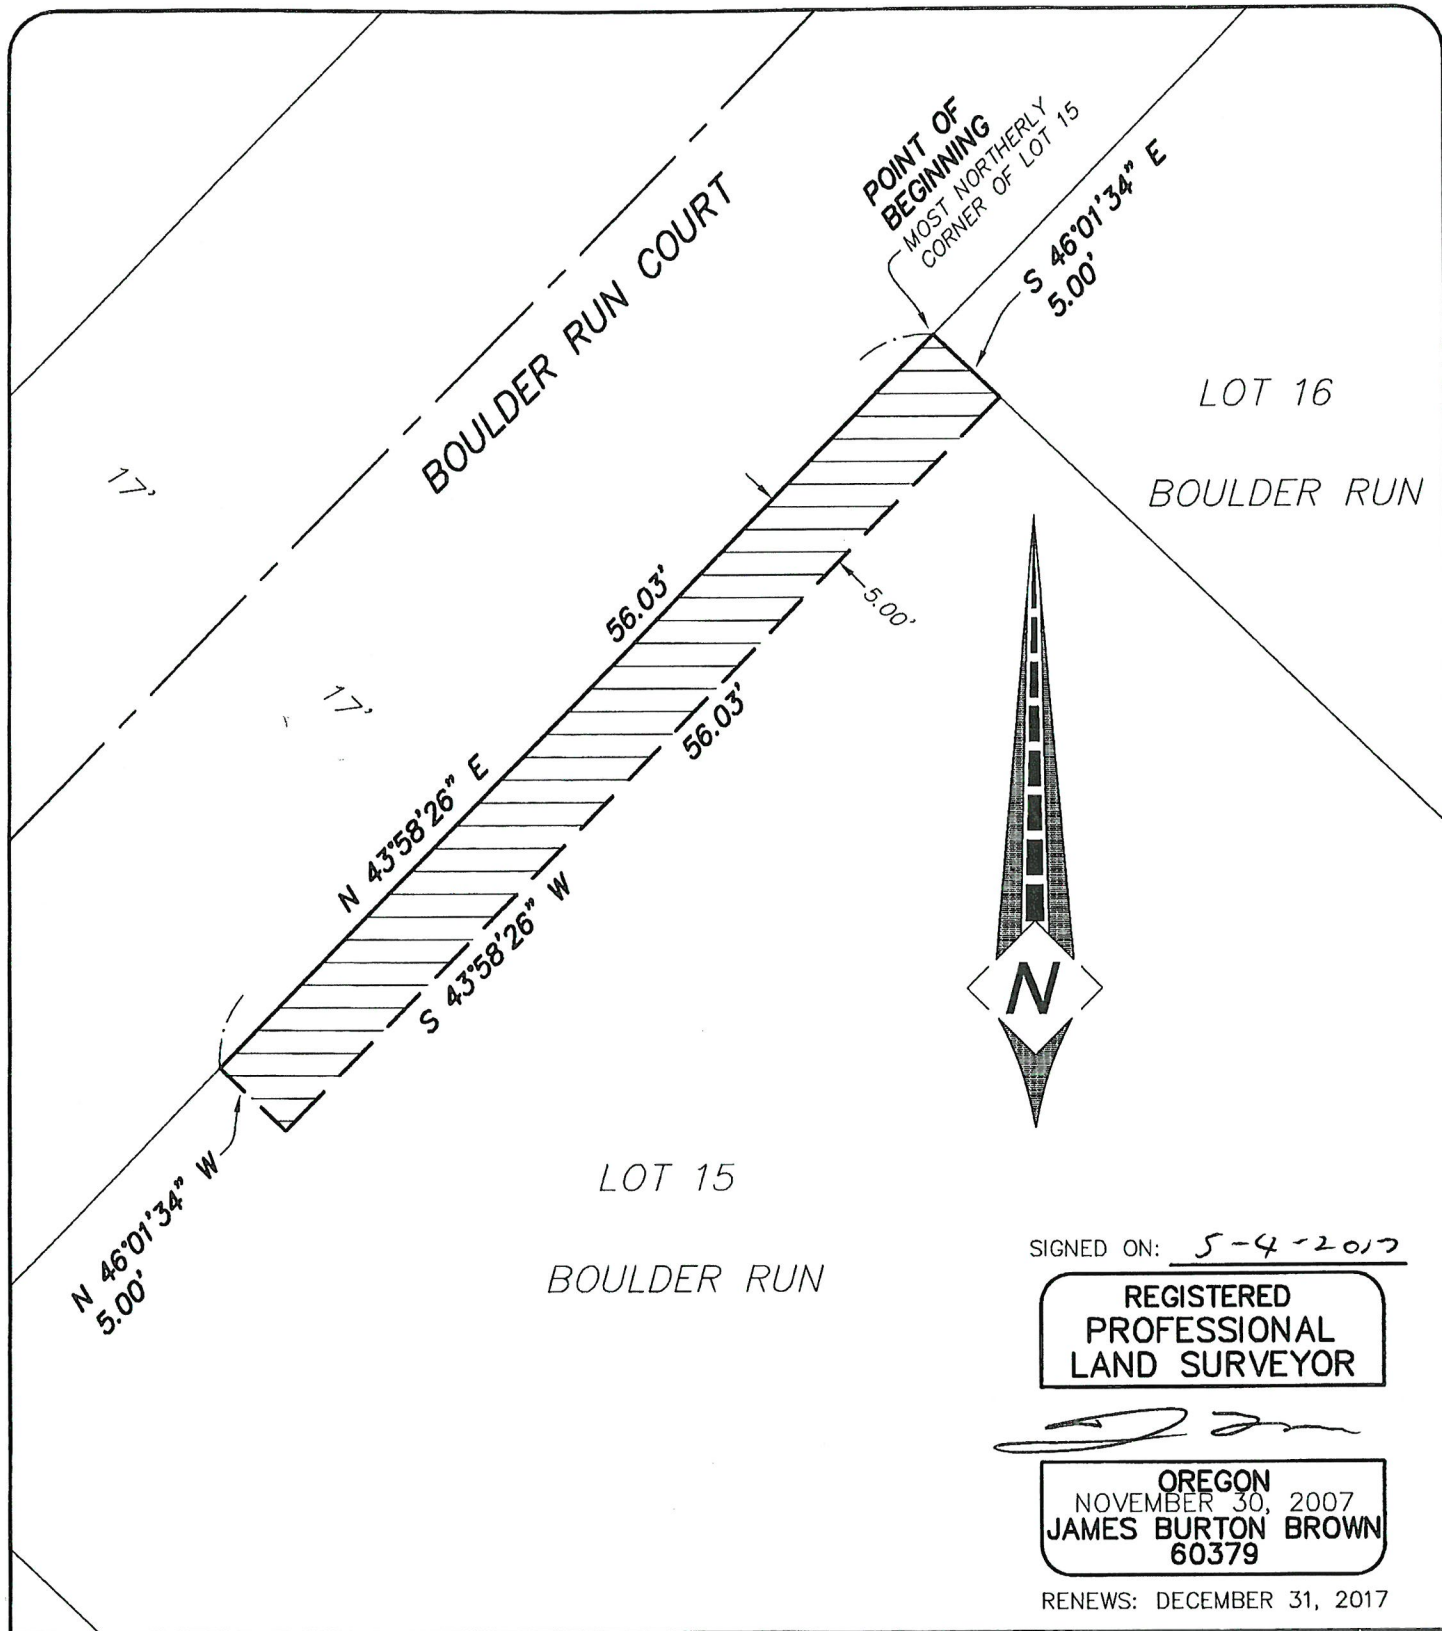 POINT OF
BEGINNING
MOST NORTHERLY
CORNER OF LOT 15
S 46°01'34" E
5.00'
BOULDER RUN COURT
LOT 16
BOULDER RUN
17'
17'
56.03'
5.00'
56.03'
N 43°58'26" E
S 43°58'26" W
N
N 46°01'34" W
5.00'
LOT 15
BOULDER RUN
SIGNED ON: 5-4-2017
REGISTERED
PROFESSIONAL
LAND SURVEYOR
OREGON
NOVEMBER 30, 2007
JAMES BURTON BROWN
60379
RENEWS: DECEMBER 31, 2017